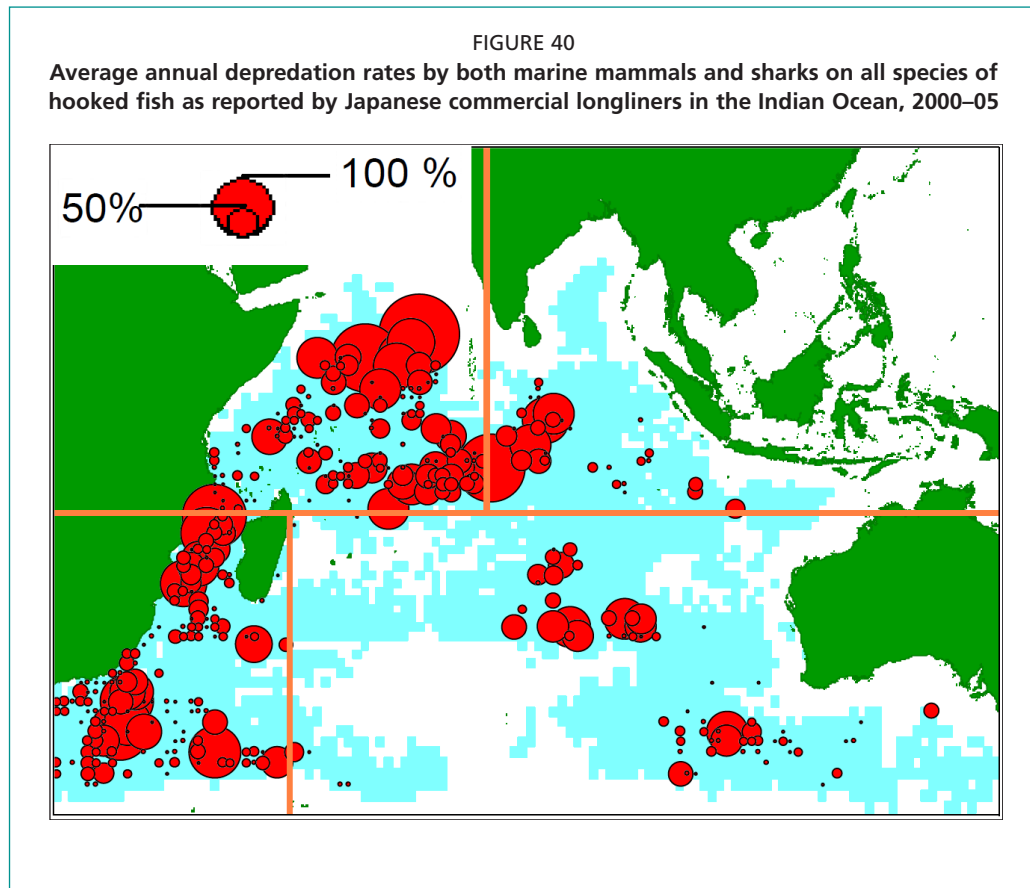 FIGURE 40
Average annual depredation rates by both marine mammals and sharks on all species of
hooked fish as reported by Japanese commercial longliners in the Indian Ocean, 2000–05
100 %
50%